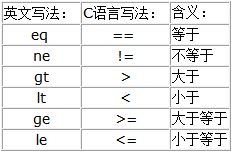 英文写法： C语言写法： 含义：
eq == 等于
ne != 不等于
gt > 大于
lt < 小于
ge >= 大于等于
le <= 小于等于